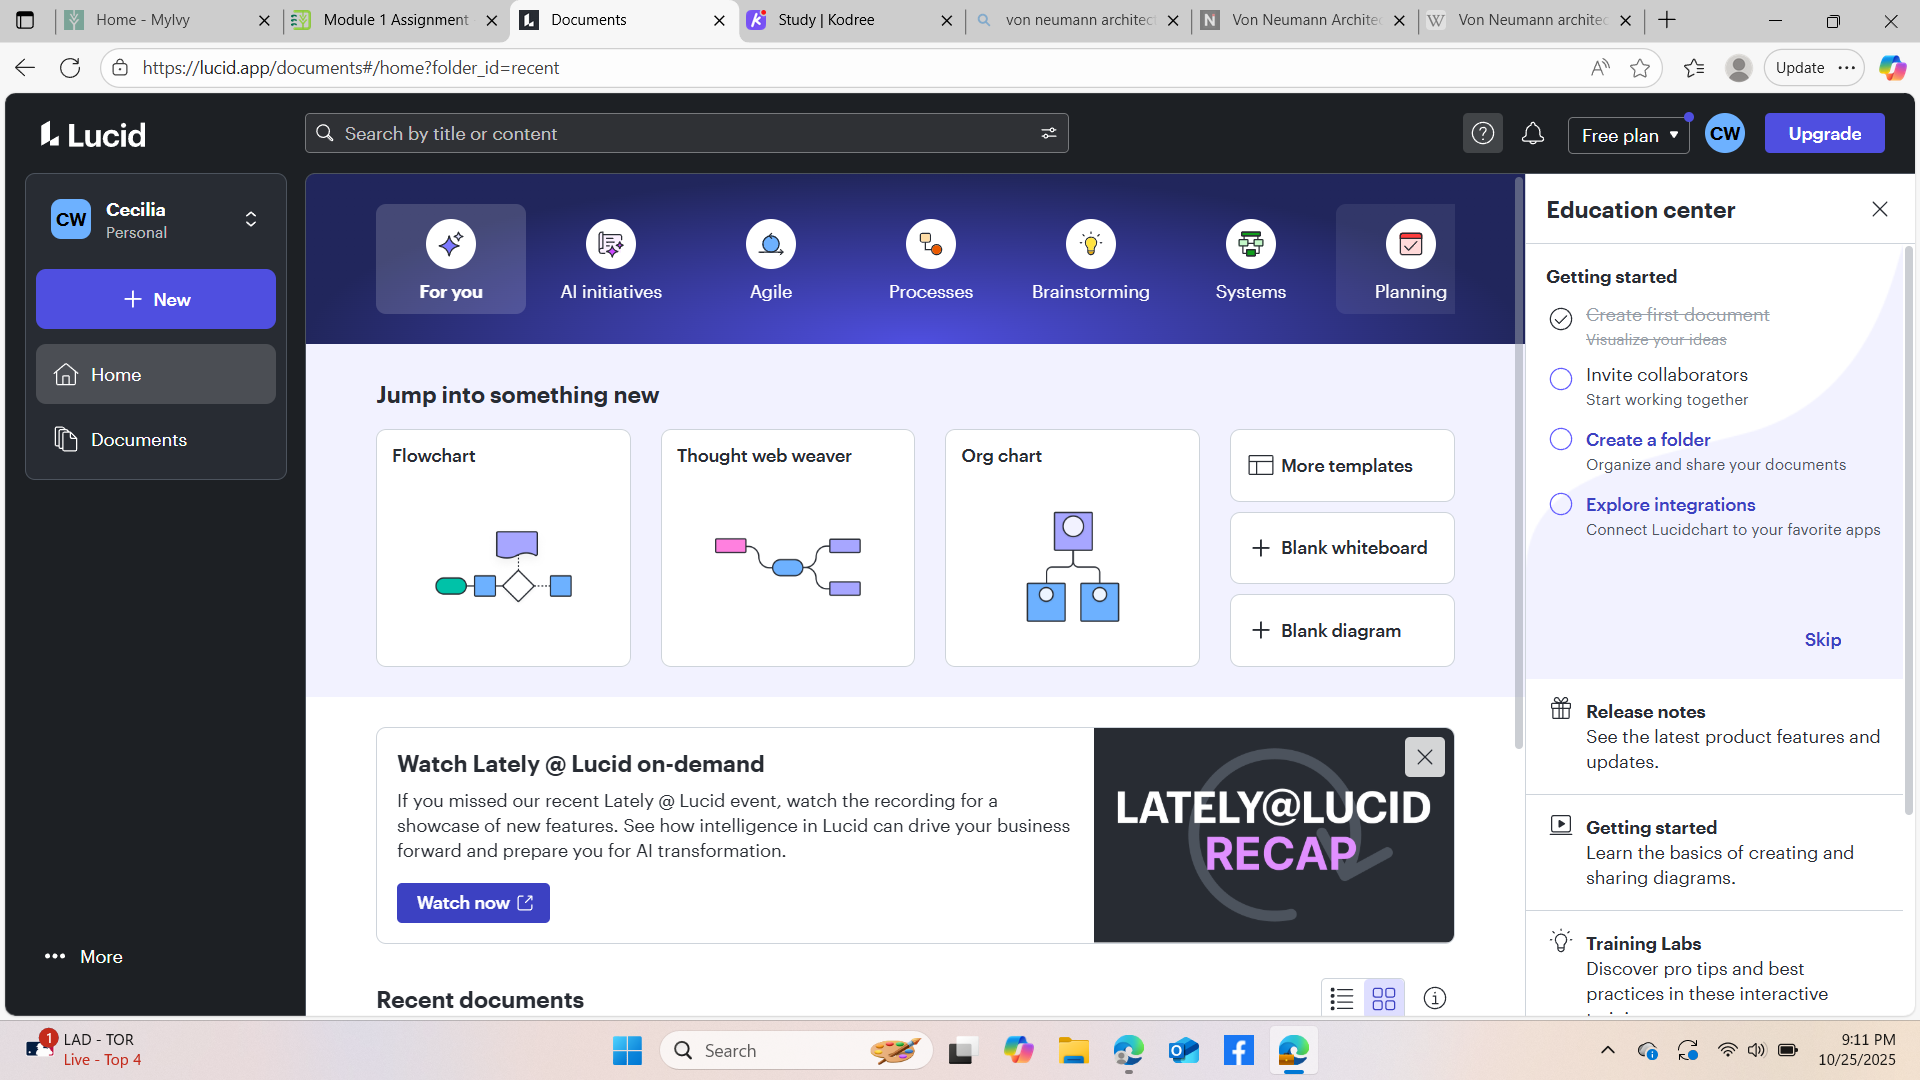 Home - MyIvy
Module 1 Assignment
Documents
Study | Kodree
von neumann architect
Von Neumann Archite
Von Neumann archite
https://lucid.app/documents#/home?folder_id=recent
Update
Lucid
Search by title or content
Free plan
CW
Upgrade
CW
Cecilia
Personal
New
Home
Documents
More
For you
AI initiatives
Agile
Processes
Brainstorming
Systems
Planning
Jump into something new
Flowchart
Thought web weaver
Org chart
More templates
Blank whiteboard
Blank diagram
Watch Lately @ Lucid on-demand
If you missed our recent Lately @ Lucid event, watch the recording for a
showcase of new features. See how intelligence in Lucid can drive your business
forward and prepare you for AI transformation.
Watch now
LATELY@LUCID
RECAP
Recent documents
Education center
Getting started
Create first document
Visualize your ideas
Invite collaborators
Start working together
Create a folder
Organize and share your documents
Explore integrations
Connect Lucidchart to your favorite apps
Skip
Release notes
See the latest product features and
updates.
Getting started
Learn the basics of creating and
sharing diagrams.
Training Labs
Discover pro tips and best
practices in these interactive
1
LAD - TOR
Live - Top 4
Search
9:11 PM
10/25/2025